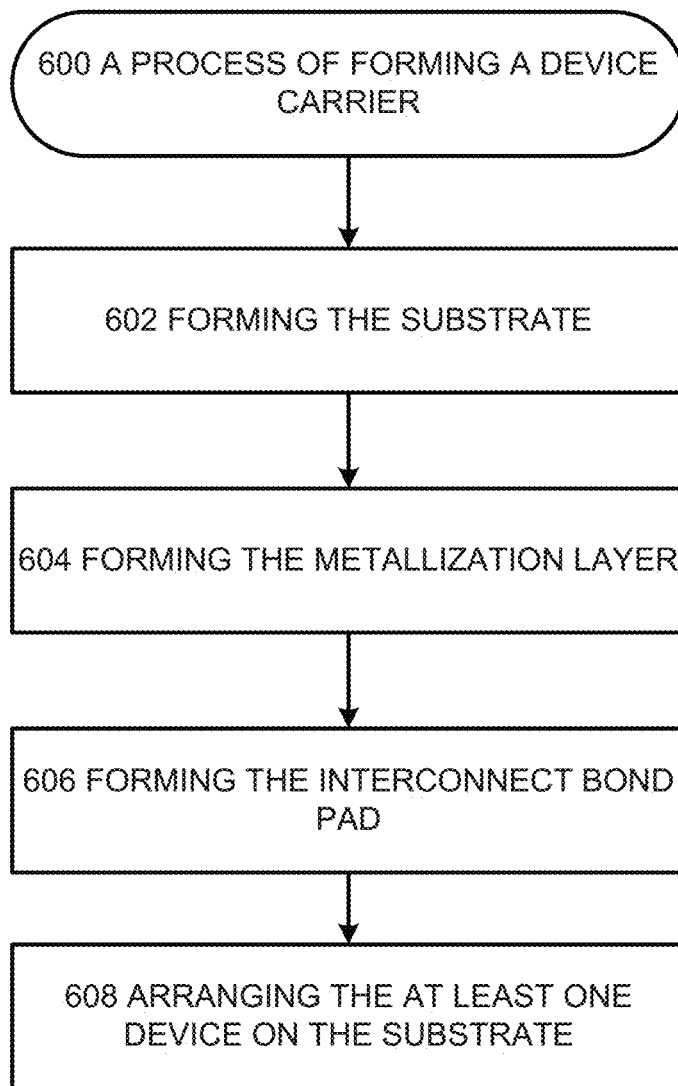 600 A PROCESS OF FORMING A DEVICE
CARRIER
602 FORMING THE SUBSTRATE
604 FORMING THE METALLIZATION LAYER
606 FORMING THE INTERCONNECT BOND
PAD
608 ARRANGING THE AT LEAST ONE
DEVICE ON THE SUBSTRATE